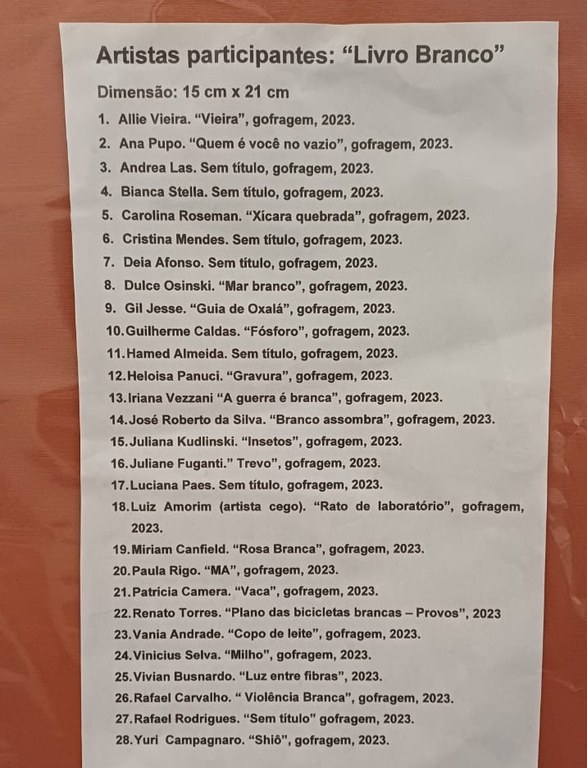 Artistas participantes: “Livro Branco”
Dimensão: 15 cm x 21 cm
1. Allie Vieira. “Vieira”, gofragem, 2023.
2. Ana Pupo. “Quem é você no vazio”, gofragem, 2023.
3. Andrea Las. Sem título, gofragem, 2023.
4. Bianca Stella. Sem título, gofragem, 2023.
5. Carolina Roseman. “Xícara quebrada”, gofragem, 2023.
6. Cristina Mendes. Sem título, gofragem, 2023.
7. Deia Afonso. Sem título, gofragem, 2023.
8. Dulce Osinski. “Mar branco”, gofragem, 2023.
9. Gil Jesse. “Guia de Oxalá”, gofragem, 2023.
10. Guilherme Caldas. “Fósforo”, gofragem, 2023.
11. Hamed Almeida. Sem título, gofragem, 2023.
12. Heloisa Panuci. “Gravura”, gofragem, 2023.
13. Iriana Vezzani “A guerra é branca”, gofragem, 2023.
14. José Roberto da Silva. “Branco assombra”, gofragem, 2023.
15. Juliana Kudlinski. “Insetos”, gofragem, 2023.
16. Juliane Fuganti.” Trevo”, gofragem, 2023.
17. Luciana Paes. Sem título, gofragem, 2023.
18. Luiz Amorim (artista cego). “Rato de laboratório”, gofragem,
2023.
19. Miriam Canfield. “Rosa Branca”, gofragem, 2023.
20. Paula Rigo. “MA”, gofragem, 2023.
21. Patrícia Camera. “Vaca”, gofragem, 2023.
22. Renato Torres. “Plano das bicicletas brancas – Provos”, 2023
23. Vania Andrade. “Copo de leite”, gofragem, 2023.
24. Vinicius Selva. “Milho”, gofragem, 2023.
25. Vivian Busnardo. “Luz entre fibras”, 2023.
26. Rafael Carvalho. “ Violência Branca”, gofragem, 2023.
27. Rafael Rodrigues. “Sem título” gofragem, 2023.
28. Yuri Campagnaro. “Shiô”, gofragem, 2023.